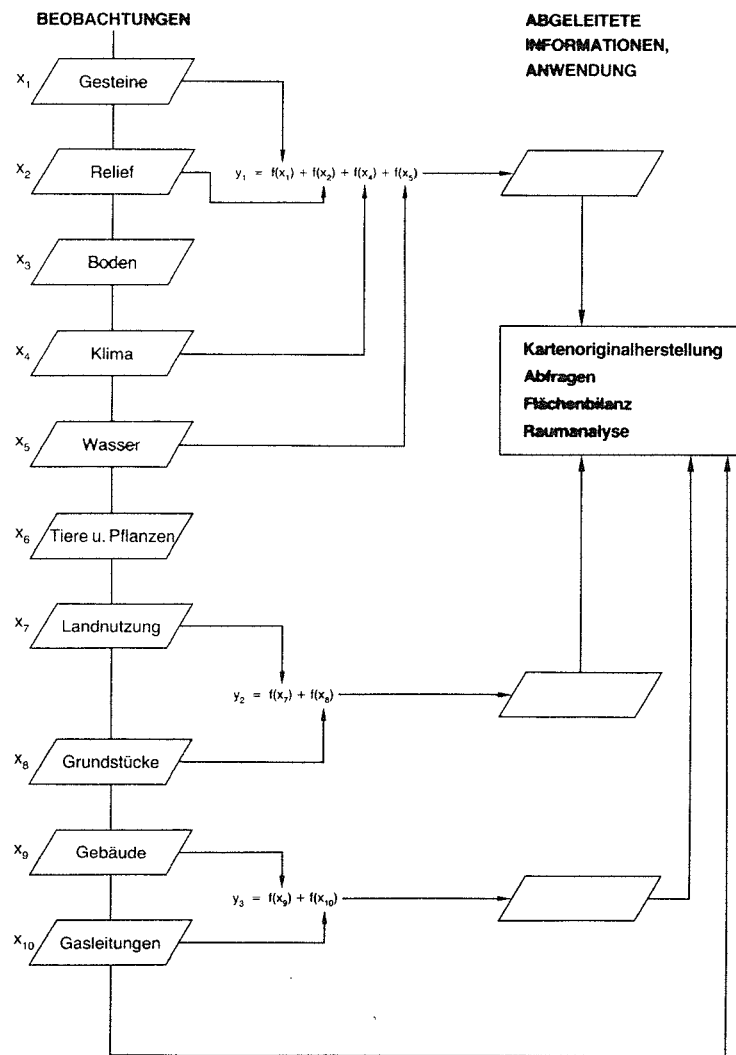 BEOBACHTUNGEN
ABGELEITETE
INFORMATIONEN,
ANWENDUNG
x₁ Gesteine
x₂ Relief
y₁ = f(x₁) + f(x₂) + f(x₄) + f(x₅)
x₃ Boden
x₄ Klima
Kartenoriginalherstellung
Abfragen
Flächenbilanz
Raumanalyse
x₅ Wasser
x₆ Tiere u. Pflanzen
x₇ Landnutzung
y₂ = f(x₇) + f(x₈)
x₈ Grundstücke
x₉ Gebäude
y₃ = f(x₉) + f(x₁₀)
x₁₀ Gasleitungen